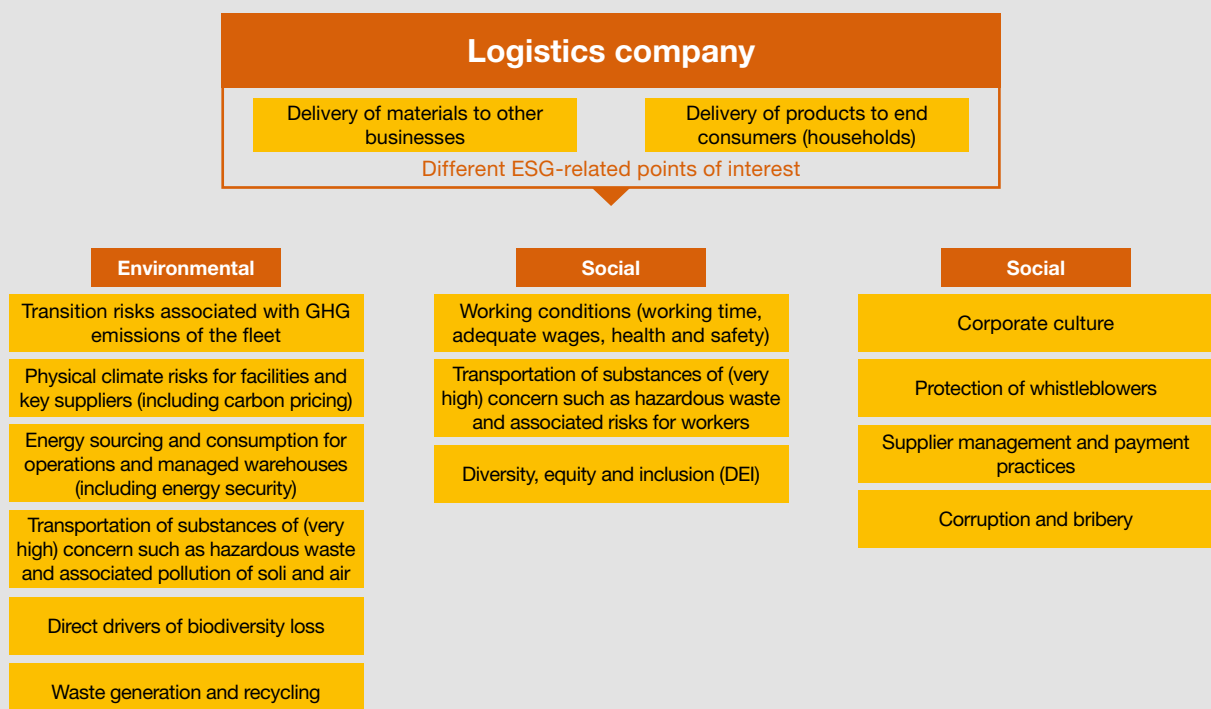 Logistics company
Delivery of materials to other
businesses
Delivery of products to end
consumers (households)
Different ESG-related points of interest
Environmental
Transition risks associated with GHG
emissions of the fleet
Physical climate risks for facilities and
key suppliers (including carbon pricing)
Energy sourcing and consumption for
operations and managed warehouses
(including energy security)
Transportation of substances of (very
high) concern such as hazardous waste
and associated pollution of soli and air
Direct drivers of biodiversity loss
Waste generation and recycling
Social
Working conditions (working time,
adequate wages, health and safety)
Transportation of substances of (very
high) concern such as hazardous waste
and associated risks for workers
Diversity, equity and inclusion (DEI)
Social
Corporate culture
Protection of whistleblowers
Supplier management and payment
practices
Corruption and bribery